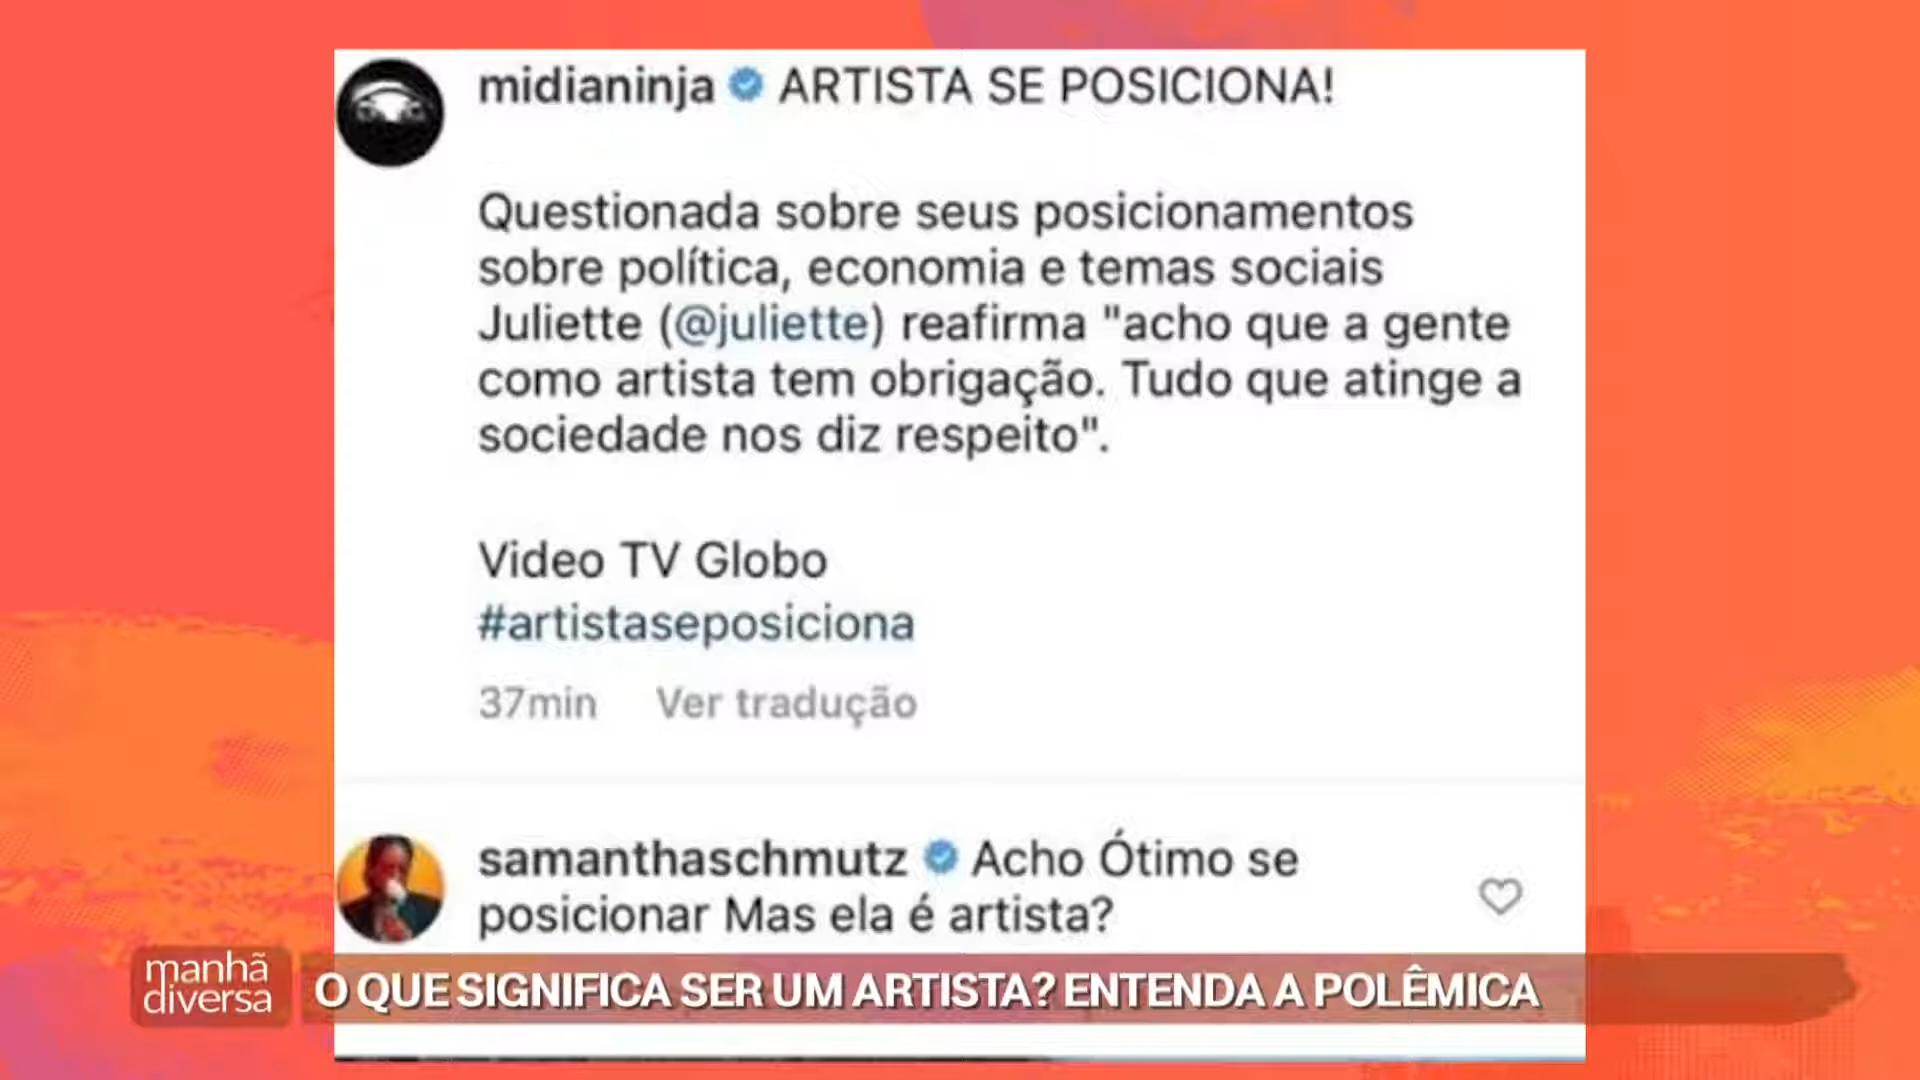 midianinja ARTISTA SE POSICIONA!
Questionada sobre seus posicionamentos
sobre política, economia e temas sociais
Juliette (@juliette) reafirma "acho que a gente
como artista tem obrigação. Tudo que atinge a
sociedade nos diz respeito".
Video TV Globo
#artistaseposiciona
37min Ver tradução
samanthaschmutz Acho Ótimo se
posicionar Mas ela é artista?
manhã
diversa
O QUE SIGNIFICA SER UM ARTISTA? ENTENDA A POLÊMICA